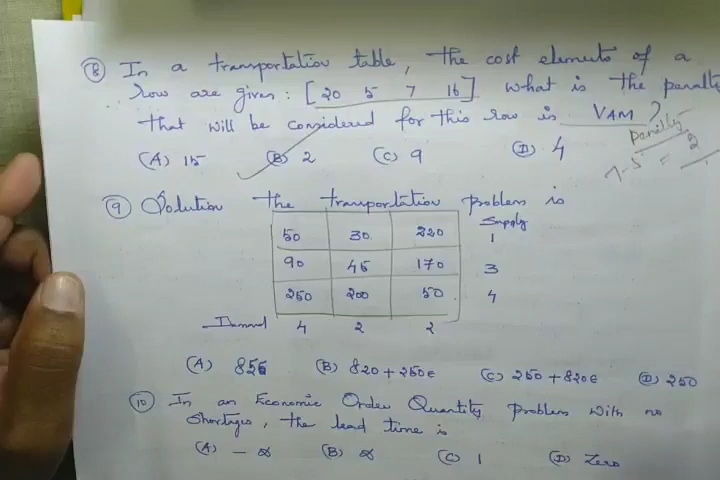 ⑧ In a transportation table, the cost elements of a
row are given: [20 5 7 16] what is the penalty
that will be considered for this row is VAM?
Penalty
7-5 = 2
(A) 15 (B) 2 (C) 9 (D) 4
⑨ Solution the transportation problem is
Supply
50 30 220 1
90 45 170 3
250 200 50 4
Demand 4 2 2
(A) 855 (B) 820+250ϵ (C) 250+820ϵ (D) 250
⑩ In an Economic Order Quantity problem with no
shortages, the lead time is
(A) -∞ (B) ∞ (C) 1 (D) Zero